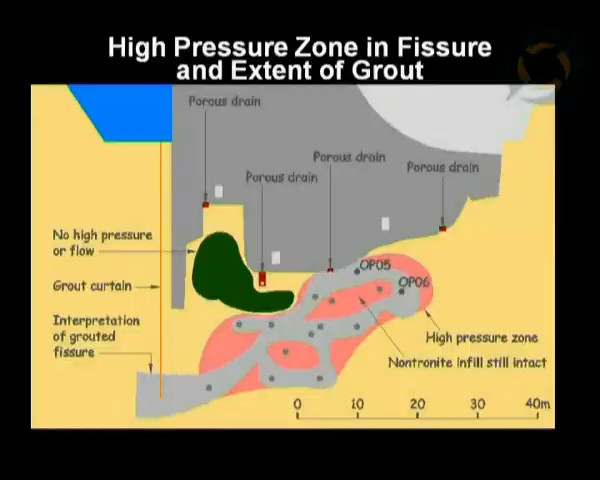 High Pressure Zone in Fissure
and Extent of Grout
Porous drain
Porous drain
Porous drain
Porous drain
No high pressure
or flow
Grout curtain
Interpretation
of grouted
fissure
OP05
OP06
High pressure zone
Nontronite infill still intact
0 10 20 30 40m